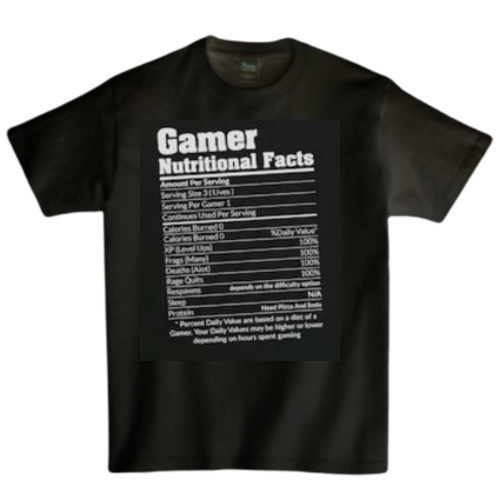 Gamer
Nutritional Facts
Amount Per Serving
Serving Size 3 (Lives)
Serving Per Gamer 1
Continues Used Per Serving
Calories Burned 0
Calories Burned 0 %Daily Value*
XP (Level Ups) 100%
Frags (Many) 100%
Deaths (Alot) 100%
Rage Quits 100%
Respawns depends on the difficulty option
Sleep N/A
Protein Need Pizza And Soda
* Percent Daily Value are based on a diet of a
Gamer. Your Daily Values may be higher or lower
depending on hours spent gaming